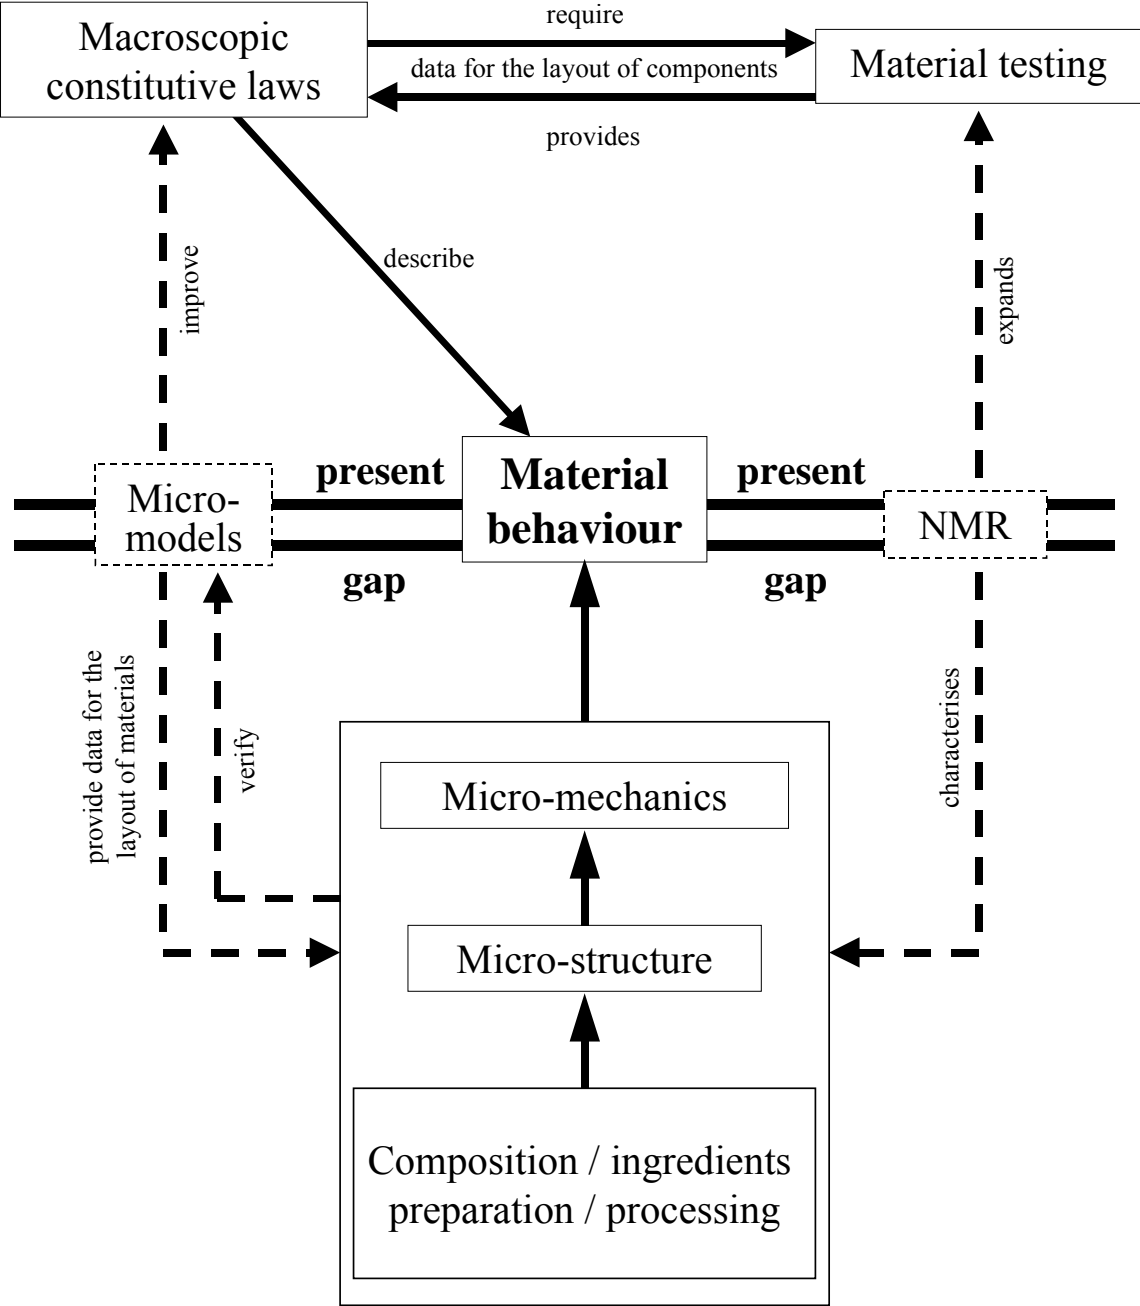 require
Macroscopic
constitutive laws
data for the layout of components
Material testing
provides
improve
describe
expands
present
Material
behaviour
present
Micro-
models
NMR
gap
gap
provide data for the
layout of materials
verify
characterises
Micro-mechanics
Micro-structure
Composition / ingredients
preparation / processing